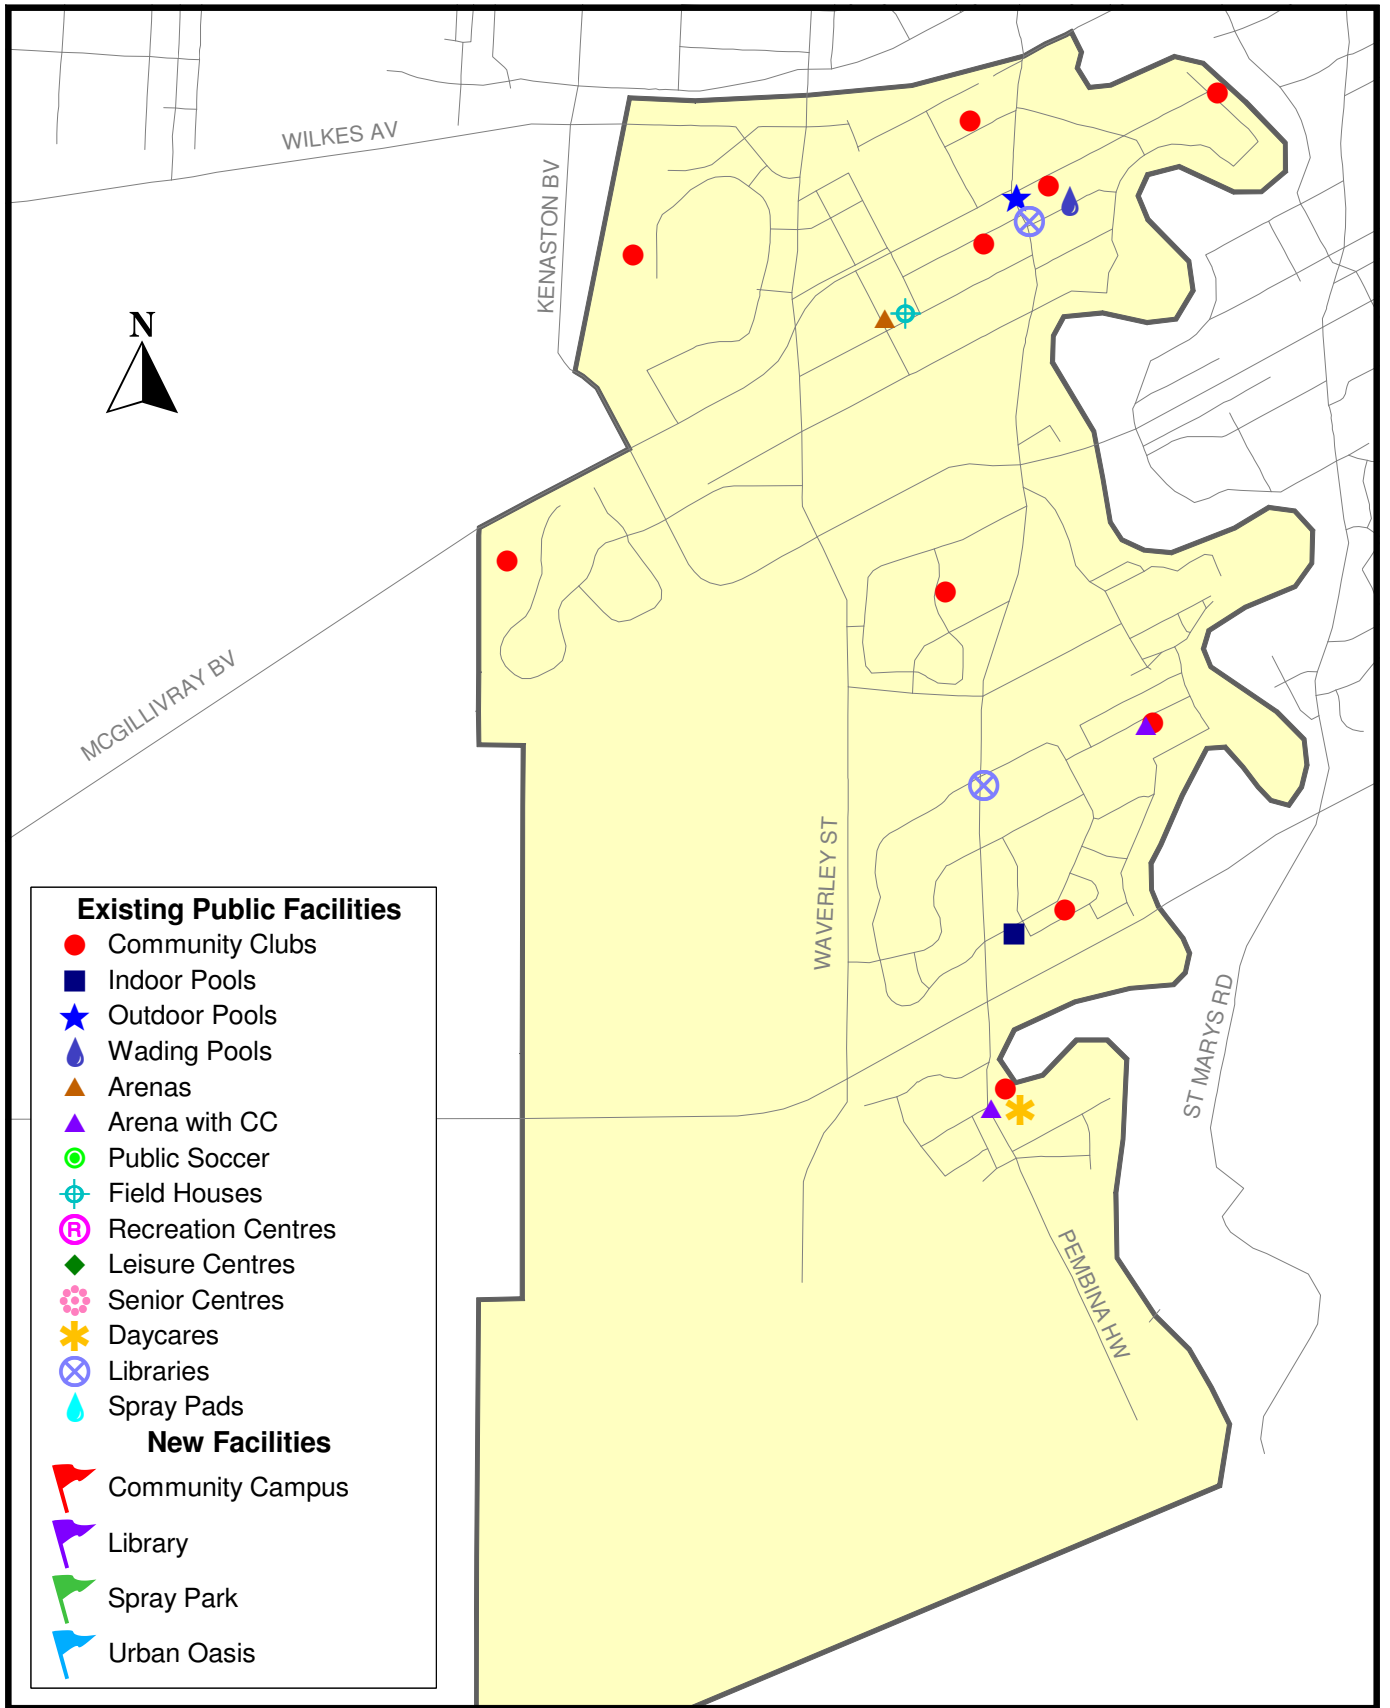 WILKES AV
KENASTON BV
N
MCGILLIVRAY BV
WAVERLEY ST
ST MARYS RD
PEMBINA HW
Existing Public Facilities
Community Clubs
Indoor Pools
Outdoor Pools
Wading Pools
Arenas
Arena with CC
Public Soccer
Field Houses
R Recreation Centres
Leisure Centres
Senior Centres
Daycares
Libraries
Spray Pads
New Facilities
Community Campus
Library
Spray Park
Urban Oasis